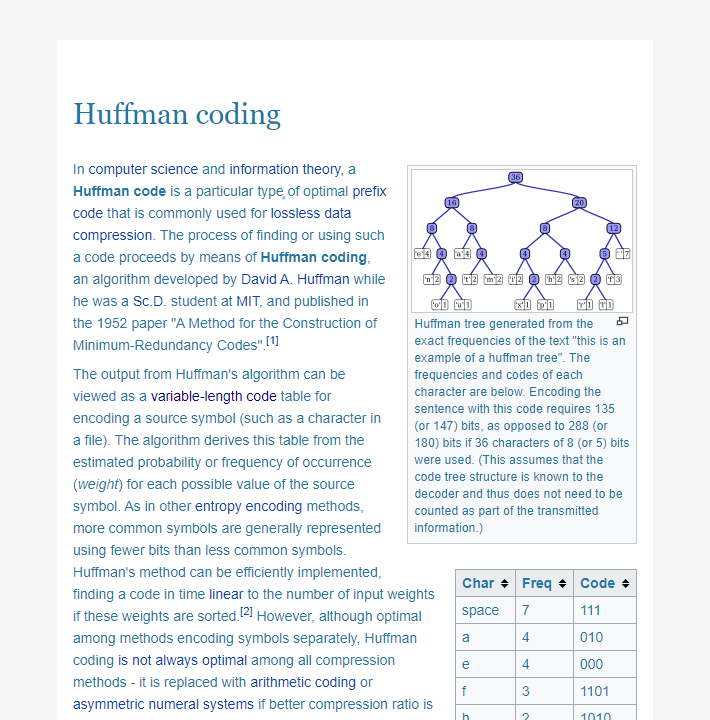 Huffman coding
In computer science and information theory, a
Huffman code is a particular type of optimal prefix
code that is commonly used for lossless data
compression. The process of finding or using such
a code proceeds by means of Huffman coding,
an algorithm developed by David A. Huffman while
he was a Sc.D. student at MIT, and published in
the 1952 paper "A Method for the Construction of
Minimum-Redundancy Codes".[1]
The output from Huffman's algorithm can be
viewed as a variable-length code table for
encoding a source symbol (such as a character in
a file). The algorithm derives this table from the
estimated probability or frequency of occurrence
(weight) for each possible value of the source
symbol. As in other entropy encoding methods,
more common symbols are generally represented
using fewer bits than less common symbols.
Huffman's method can be efficiently implemented,
finding a code in time linear to the number of input weights
if these weights are sorted.[2] However, although optimal
among methods encoding symbols separately, Huffman
coding is not always optimal among all compression
methods - it is replaced with arithmetic coding or
asymmetric numeral systems if better compression ratio is
36
16 20
8 8 8 12
'e' 4 4 'a' 4 4 4 4 5 ' ' 7
'n' 2 2 't' 2 'm' 2 'i' 2 2 'h' 2 's' 2 2 'f' 3
'o' 1 'u' 1 'x' 1 'p' 1 'r' 1 'l' 1
Huffman tree generated from the
exact frequencies of the text "this is an
example of a huffman tree". The
frequencies and codes of each
character are below. Encoding the
sentence with this code requires 135
(or 147) bits, as opposed to 288 (or
180) bits if 36 characters of 8 (or 5) bits
were used. (This assumes that the
code tree structure is known to the
decoder and thus does not need to be
counted as part of the transmitted
information.)
Char Freq Code
space 7 111
a 4 010
e 4 000
f 3 1101
h 2 1010